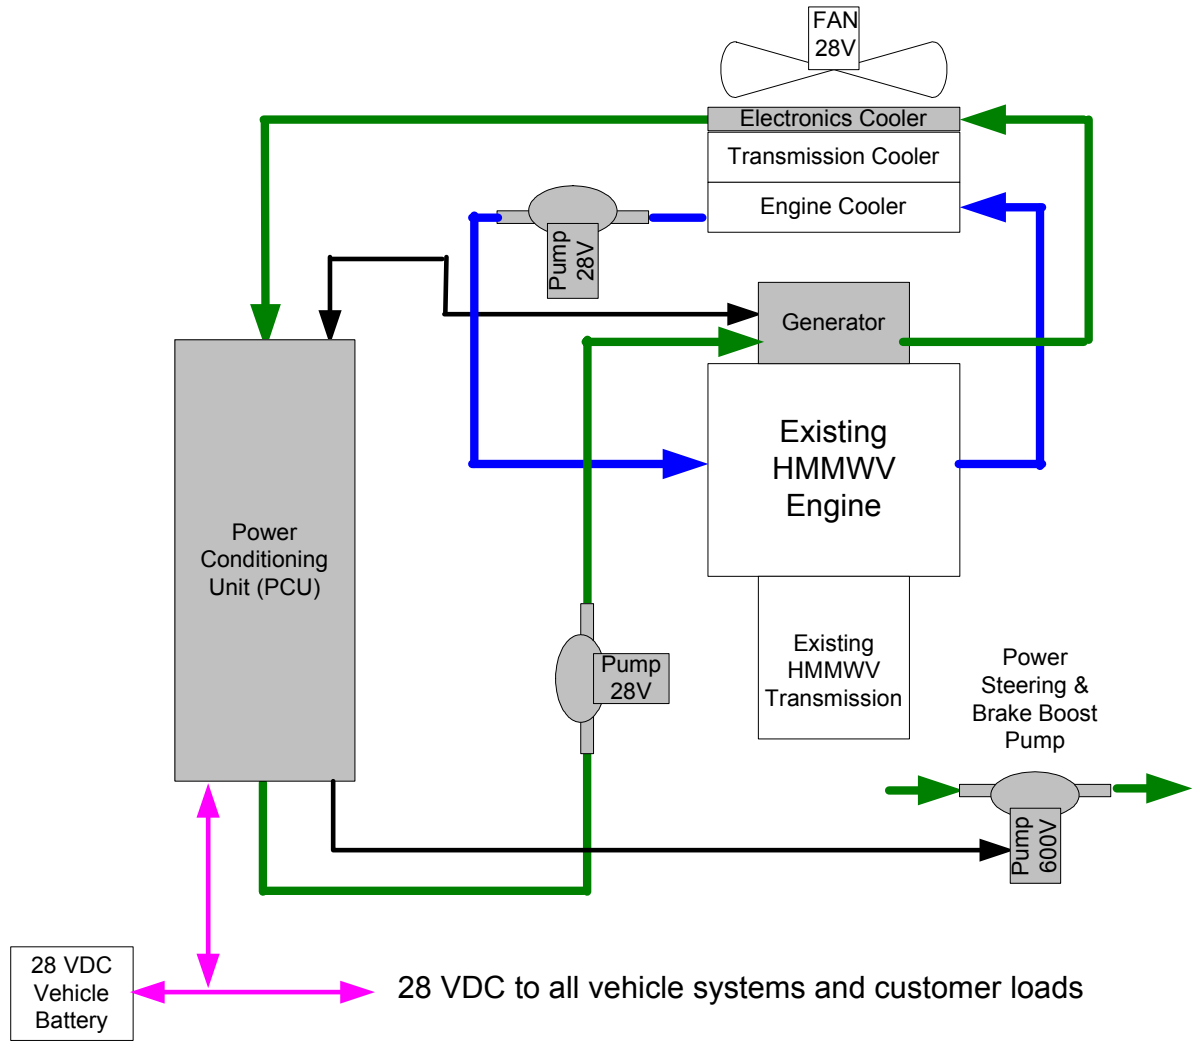 FAN
28V
Electronics Cooler
Transmission Cooler
Engine Cooler
Pump
28V
Generator
Existing
HMMWV
Engine
Power
Conditioning
Unit (PCU)
Existing
HMMWV
Transmission
Pump
28V
Power
Steering &
Brake Boost
Pump
Pump
600V
28 VDC
Vehicle
Battery
28 VDC to all vehicle systems and customer loads